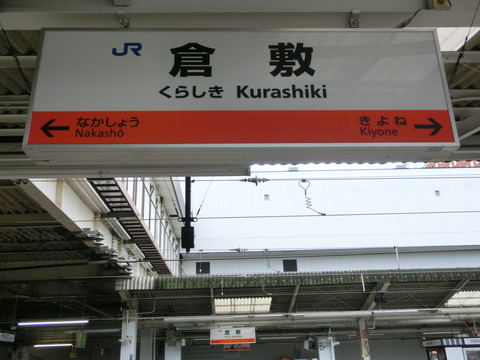 JR 倉敷
くらしき Kurashiki
← なかしょう きよね →
Nakashō Kiyone
倉敷